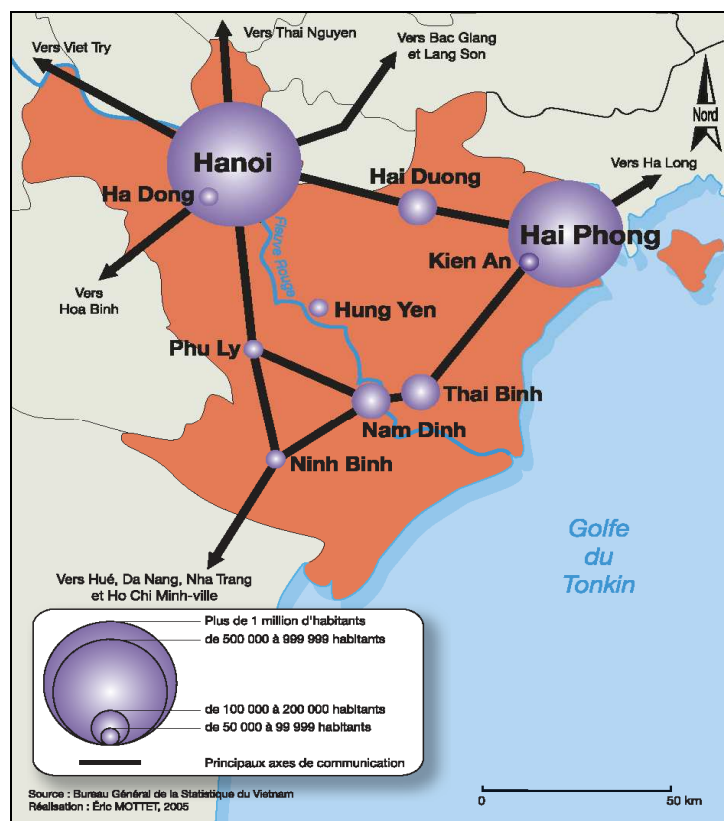 Vers Thai Nguyen
Vers Viet Try
Vers Bac Giang
et Lang Son
Nord
Hanoi
Hai Duong
Vers Ha Long
Ha Dong
Hai Phong
Kien An
Fleuve Rouge
Vers
Hoa Binh
Hung Yen
Phu Ly
Thai Binh
Nam Dinh
Ninh Binh
Golfe
du
Tonkin
Vers Hué, Da Nang, Nha Trang
et Ho Chi Minh-ville
Plus de 1 million d'habitants
de 500 000 à 999 999 habitants
de 100 000 à 200 000 habitants
de 50 000 à 99 999 habitants
Principaux axes de communication
Source : Bureau Général de la Statistique du Vietnam
Réalisation : Éric MOTTET, 2005
0
50 km